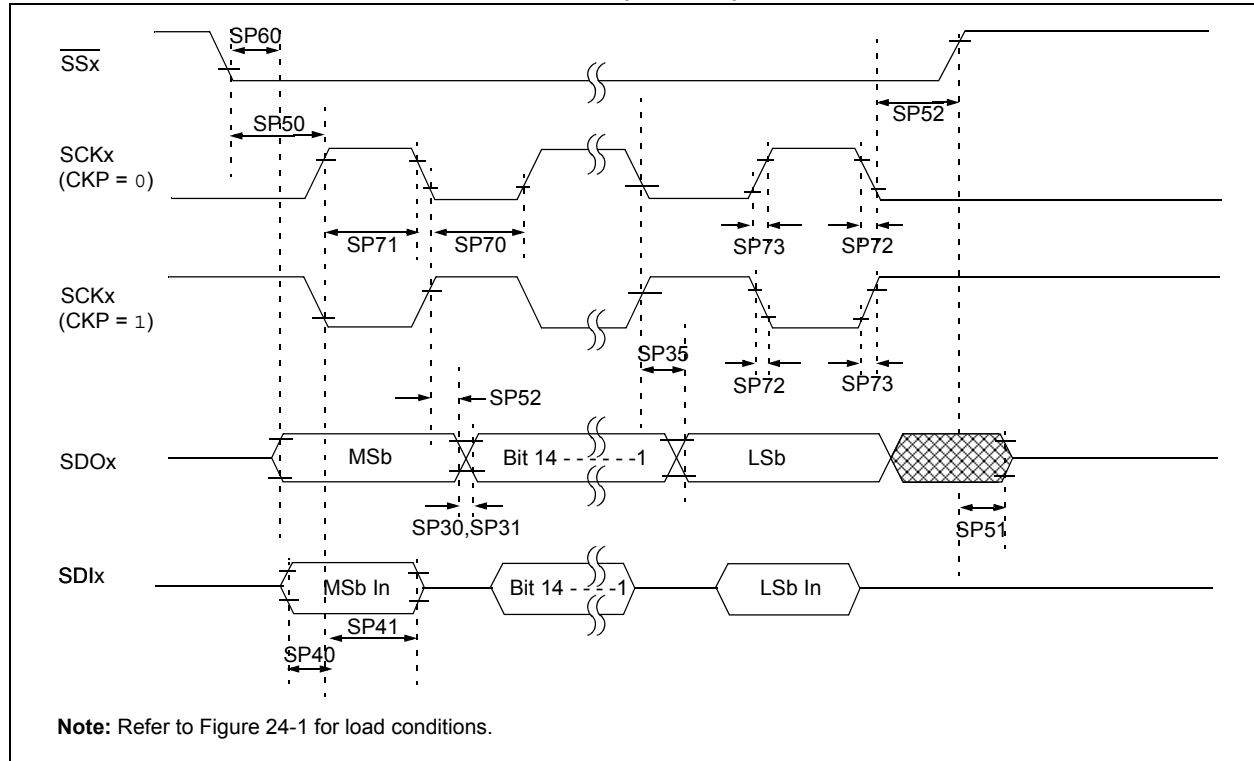 SP60
SSx
SP52
SP50
SCKx
(CKP = 0)
SP71
SP70
SP73
SP72
SCKx
(CKP = 1)
SP35
SP72
SP73
SP52
SDOx
MSb
Bit 14 - - - - - -1
LSb
SP30,SP31
SP51
SDIx
MSb In
Bit 14 - - - -1
LSb In
SP41
SP40
Note: Refer to Figure 24-1 for load conditions.